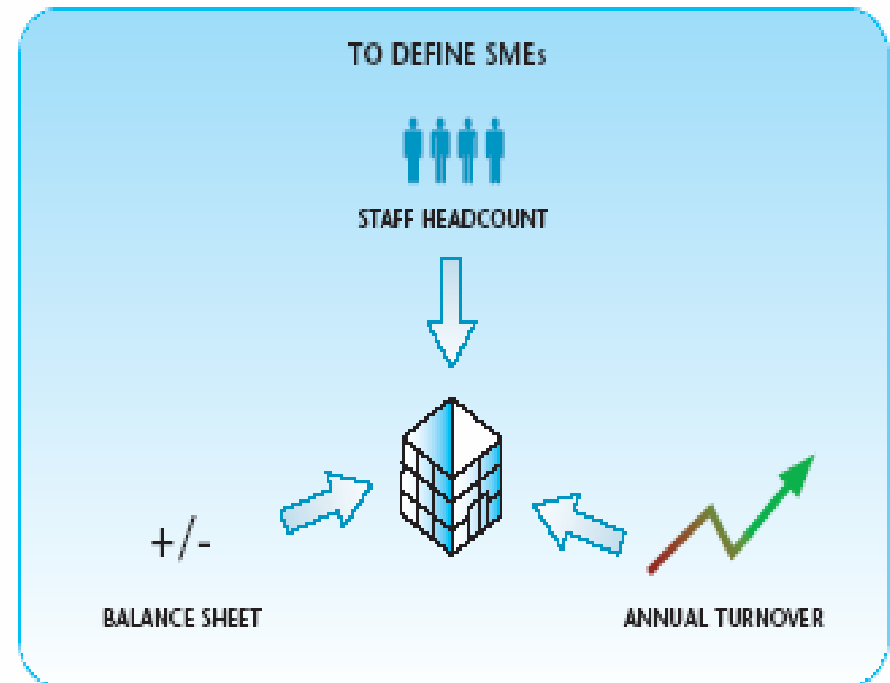 TO DEFINE SMEs
STAFF HEADCOUNT
+/-
BALANCE SHEET
ANNUAL TURNOVER